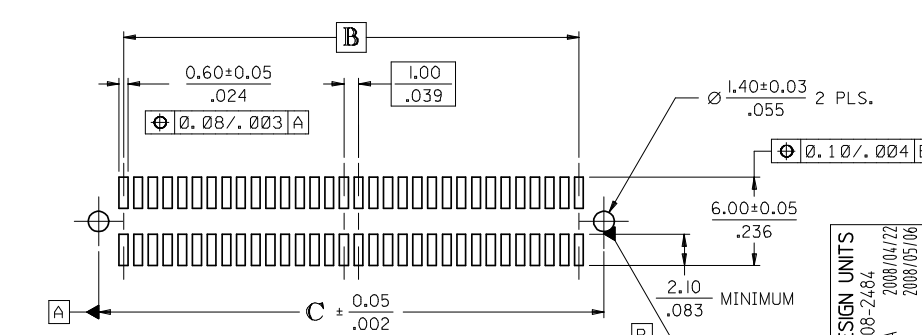 B
0.60±0.05
.024
1.00
.039
⌖ 0.08/.003 A
Ø 1.40±0.03 2 PLS.
.055
⌖ 0.10/.004
6.00±0.05
.236
2.10 MINIMUM
.083
A
C ± 0.05
.002
SIGN UNITS
08-2484
2008/04/22
2008/05/06